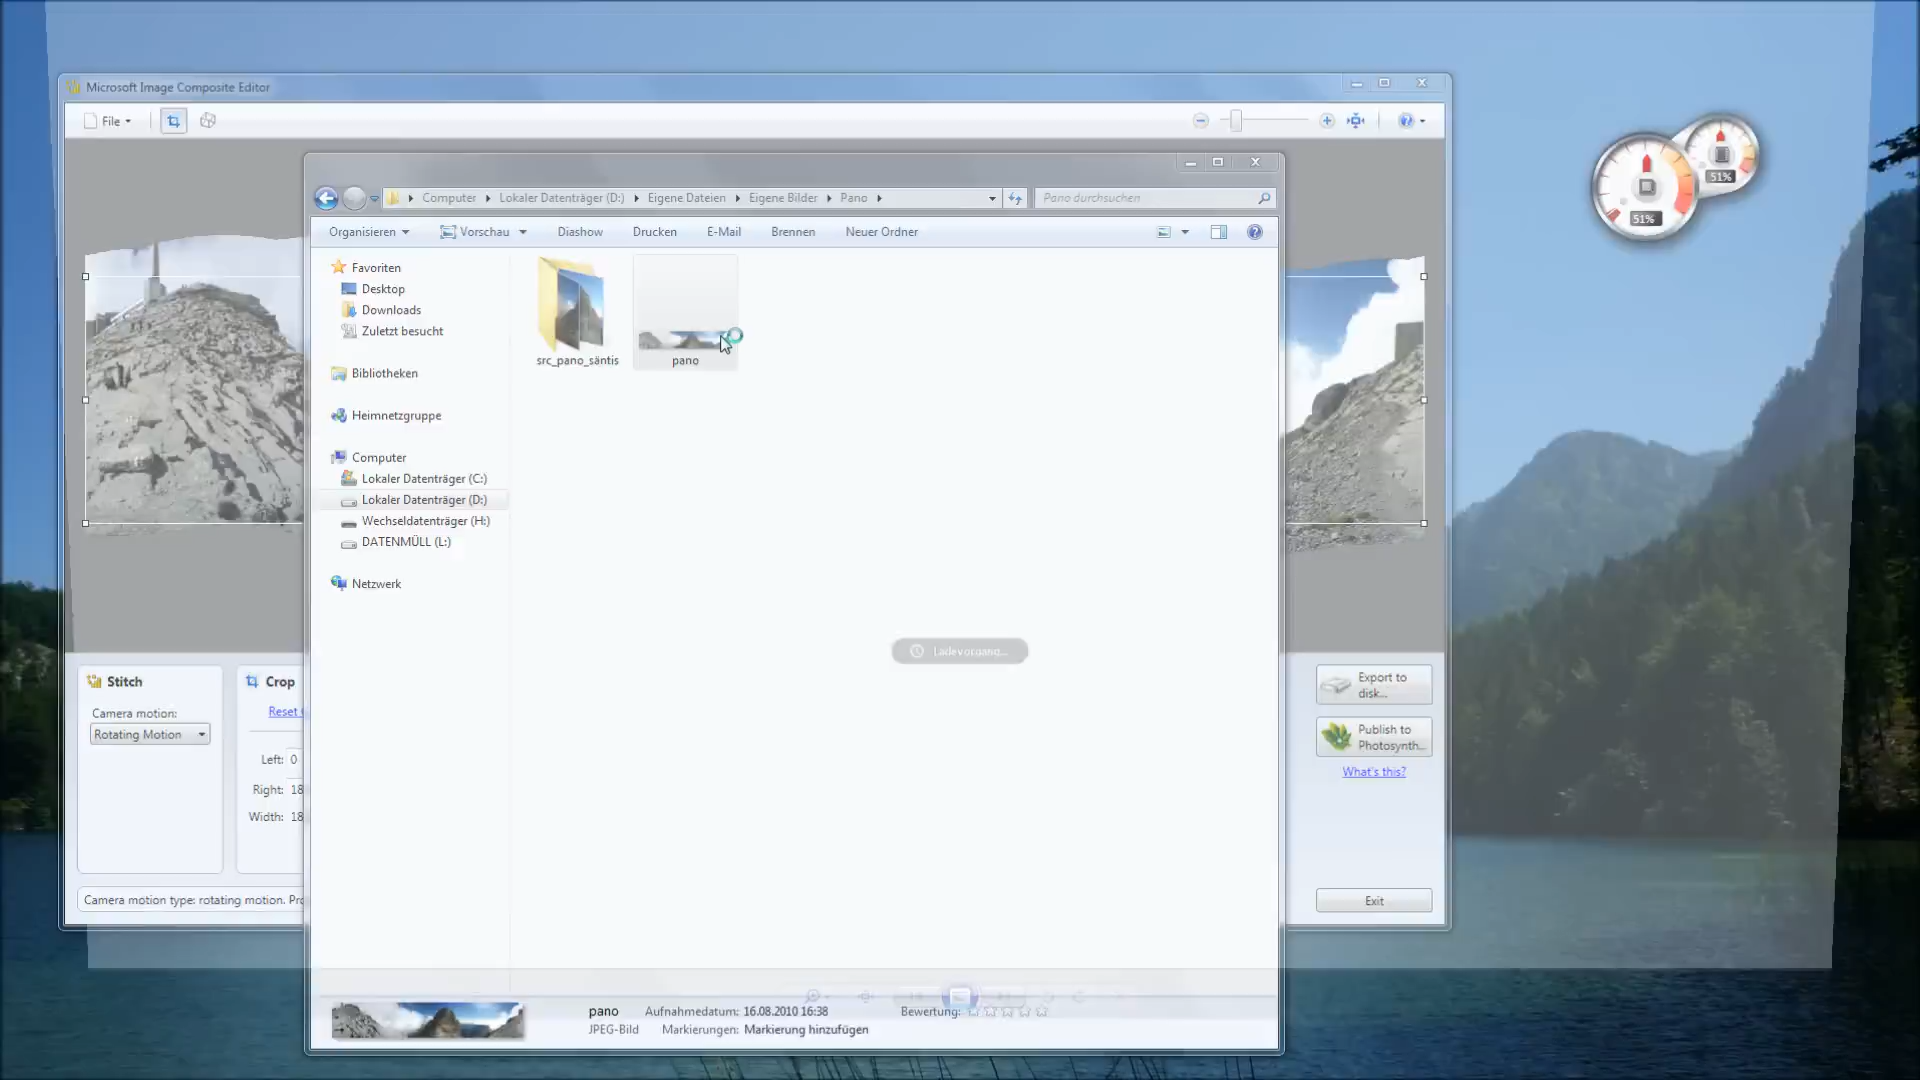 Microsoft Image Composite Editor
File
Computer Lokaler Datenträger (D:) Eigene Dateien Eigene Bilder Pano
Pano durchsuchen
Organisieren Vorschau Diashow Drucken E-Mail Brennen Neuer Ordner
Favoriten
Desktop
Downloads
Zuletzt besucht
Bibliotheken
Heimnetzgruppe
Computer
Lokaler Datenträger (C:)
Lokaler Datenträger (D:)
Wechseldatenträger (H:)
DATENMÜLL (L:)
Netzwerk
src_pano_säntis
pano
51%
51%
Ladevorgang...
Stitch
Camera motion:
Rotating Motion
Crop
Reset
Left: 0
Right: 18
Width: 18
Camera motion type: rotating motion. Pro
Export to
disk...
Publish to
Photosynth...
What's this?
Exit
pano Aufnahmedatum: 16.08.2010 16:38 Bewertung:
JPEG-Bild Markierungen: Markierung hinzufügen